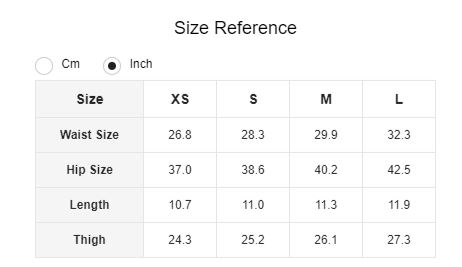 Size Reference
Cm Inch
Size XS S M L
Waist Size 26.8 28.3 29.9 32.3
Hip Size 37.0 38.6 40.2 42.5
Length 10.7 11.0 11.3 11.9
Thigh 24.3 25.2 26.1 27.3